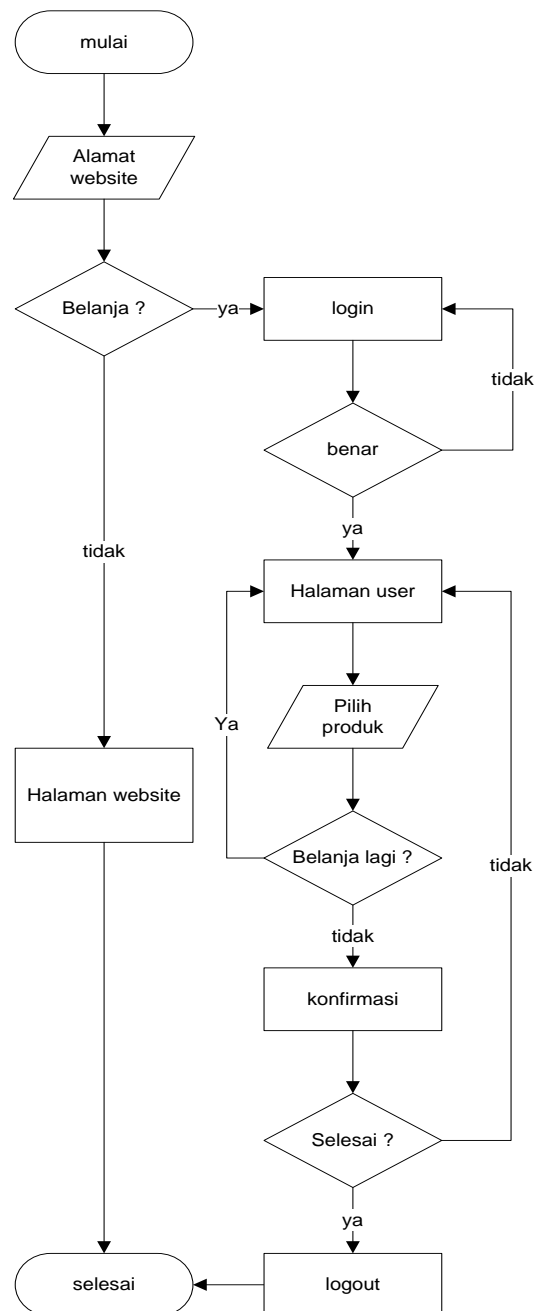 mulai
Alamat
website
Belanja ?
ya
login
tidak
benar
ya
tidak
Halaman user
Ya
Pilih
produk
Halaman website
Belanja lagi ?
tidak
tidak
konfirmasi
Selesai ?
ya
selesai
logout